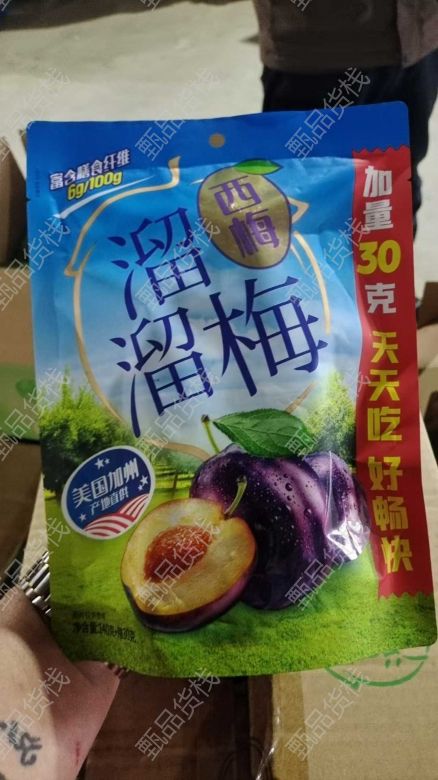 富含膳食纤维
6g/100g
西梅
溜溜梅
加量30克 天天吃 好畅快
美国加州
产地直供
甄品货栈